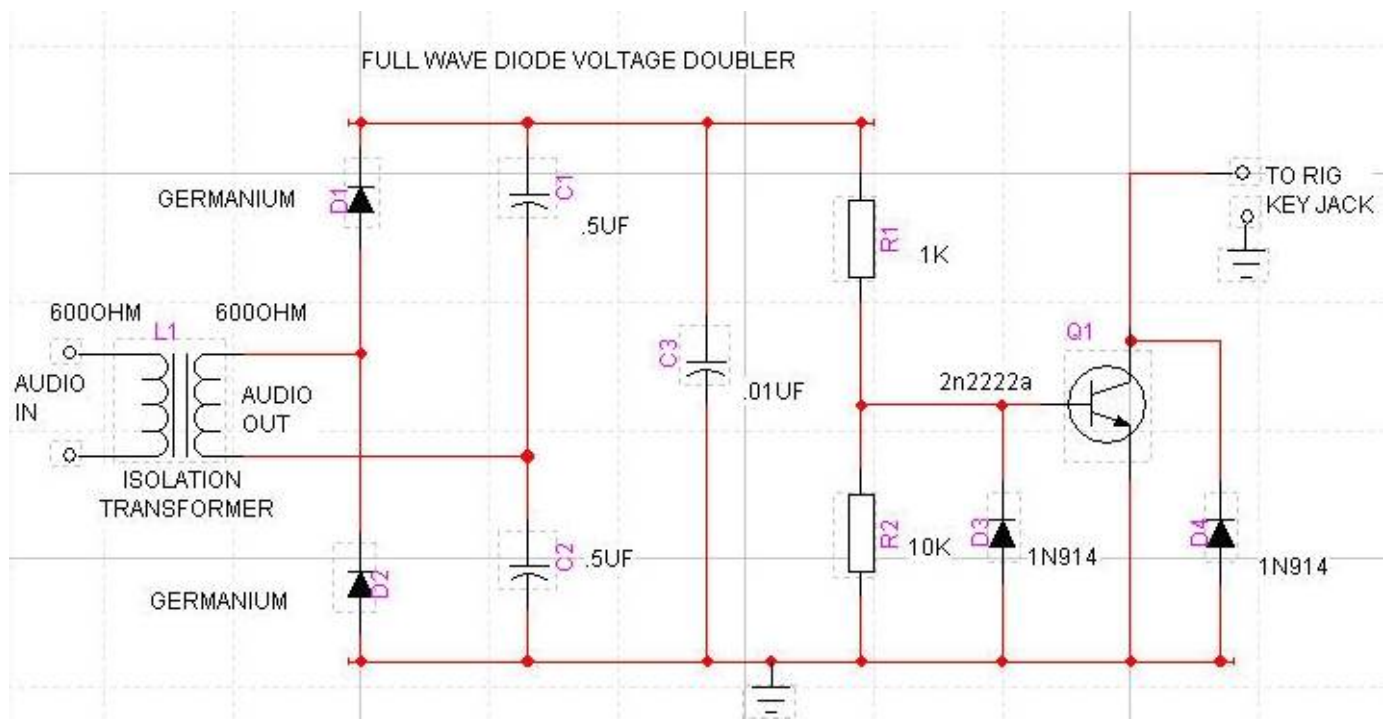 FULL WAVE DIODE VOLTAGE DOUBLER
GERMANIUM
D1
C1
.5UF
R1
1K
TO RIG
KEY JACK
600OHM
L1
600OHM
AUDIO
IN
AUDIO
OUT
ISOLATION
TRANSFORMER
C3
.01UF
2n2222a
Q1
GERMANIUM
D2
C2
.5UF
R2
10K
D3
1N914
D4
1N914